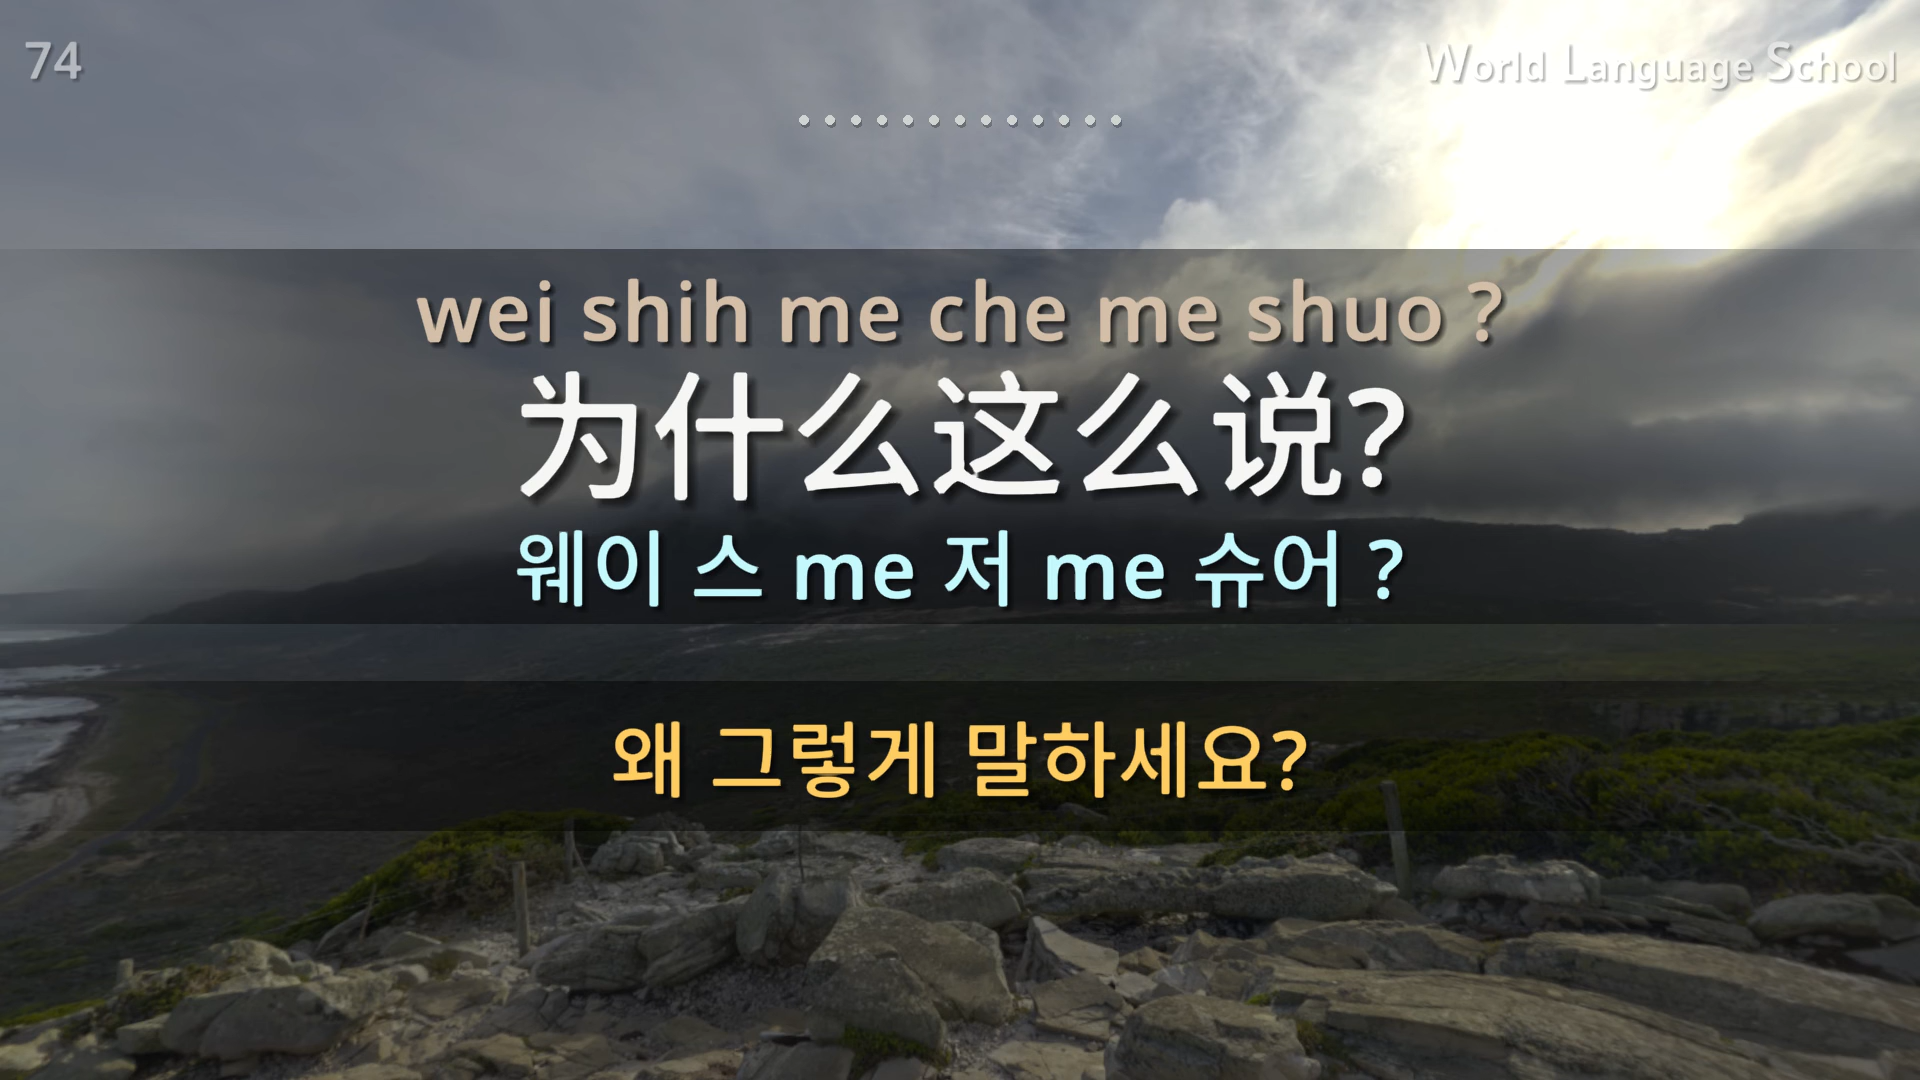 74
World Language School
wei shih me che me shuo ?
为什么这么说?
웨이 스 me 저 me 슈어 ?
왜 그렇게 말하세요?